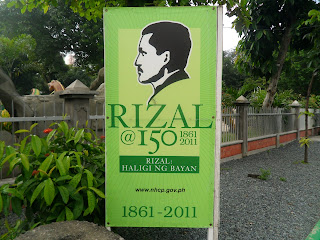 RIZAL
@150 1861
2011
RIZAL:
HALIGI NG BAYAN
www.nhcp.gov.ph
1861-2011